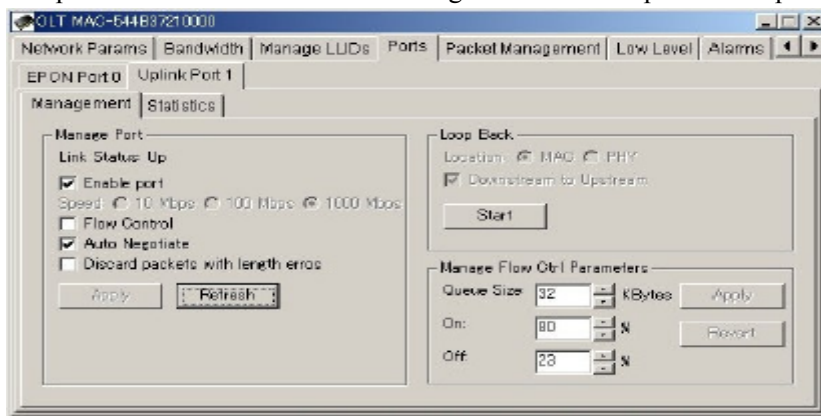 OLT MAC-544B37210000
Network Params Bandwidth Manage LUDs Ports Packet Management Low Level Alarms
EPON Port 0 Uplink Port 1
Management Statistics
Manage Port
Link Status: Up
Enable port
Speed: 10 Mbps 100 Mbps 1000 Mbps
Flow Control
Auto Negotiate
Discard packets with length erros
Apply Refresh
Loop Back
Location: MAC PHY
Downstream to Upstream
Start
Manage Flow Ctrl Parameters
Queue Size: 32 KBytes Apply
On: 80 % Revert
Off: 23 %